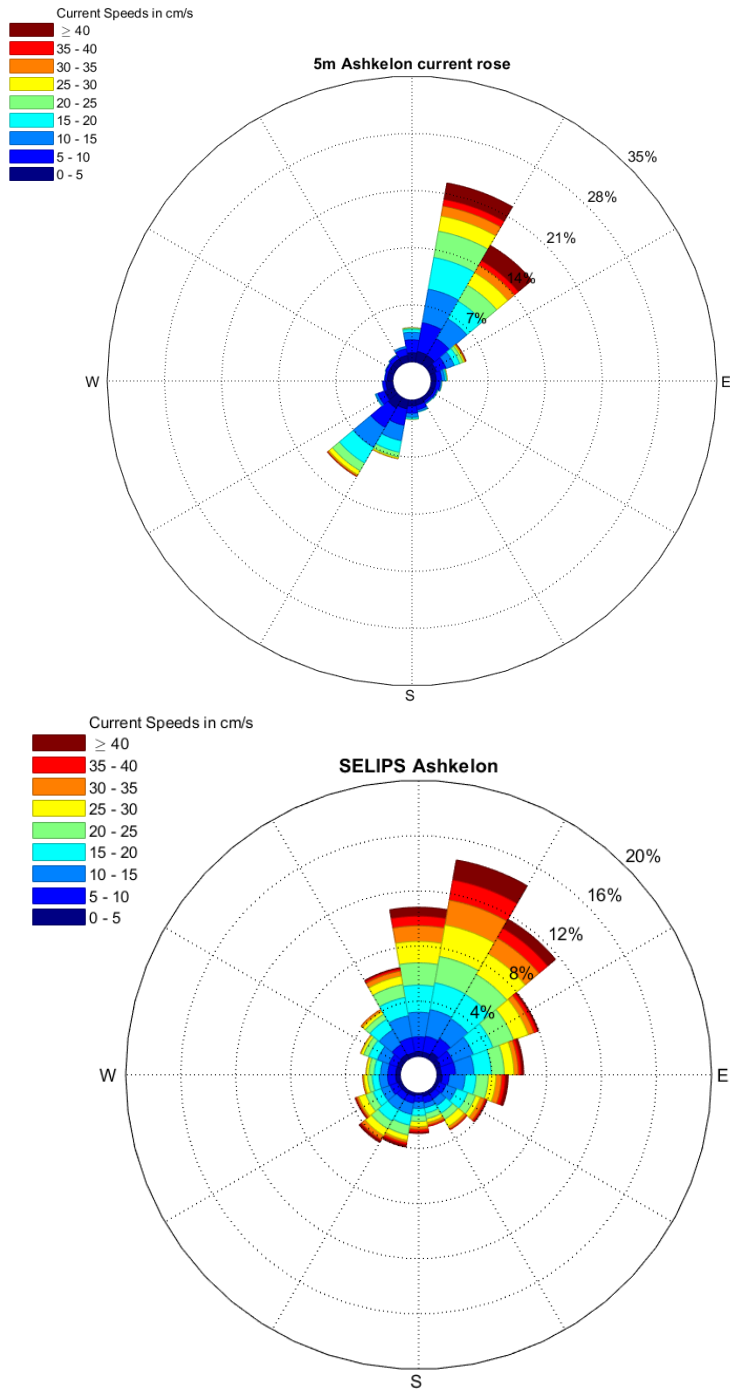 Current Speeds in cm/s
≥ 40
35 - 40
30 - 35
25 - 30
20 - 25
15 - 20
10 - 15
5 - 10
0 - 5
5m Ashkelon current rose
35%
28%
21%
14%
7%
W
E
S
Current Speeds in cm/s
≥ 40
35 - 40
30 - 35
25 - 30
20 - 25
15 - 20
10 - 15
5 - 10
0 - 5
SELIPS Ashkelon
20%
16%
12%
8%
4%
W
E
S